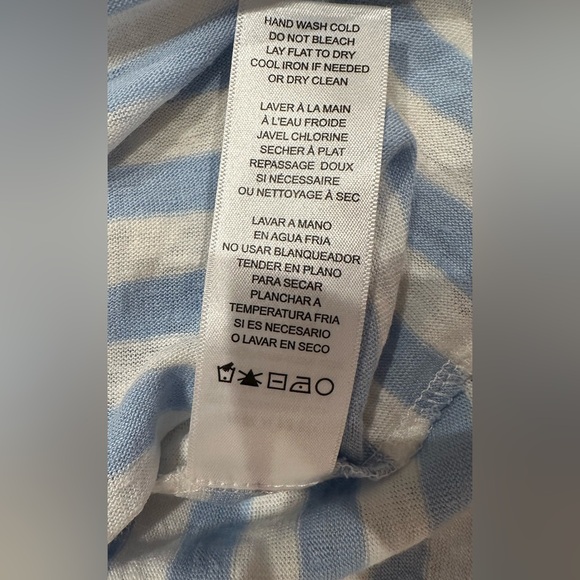 HAND WASH COLD
DO NOT BLEACH
LAY FLAT TO DRY
COOL IRON IF NEEDED
OR DRY CLEAN
LAVER À LA MAIN
À L'EAU FROIDE
JAVEL CHLORINE
SECHER À PLAT
REPASSAGE DOUX
SI NÉCESSAIRE
OU NETTOYAGE À SEC
LAVAR A MANO
EN AGUA FRIA
NO USAR BLANQUEADOR
TENDER EN PLANO
PARA SECAR
PLANCHAR A
TEMPERATURA FRIA
SI ES NECESARIO
O LAVAR EN SECO